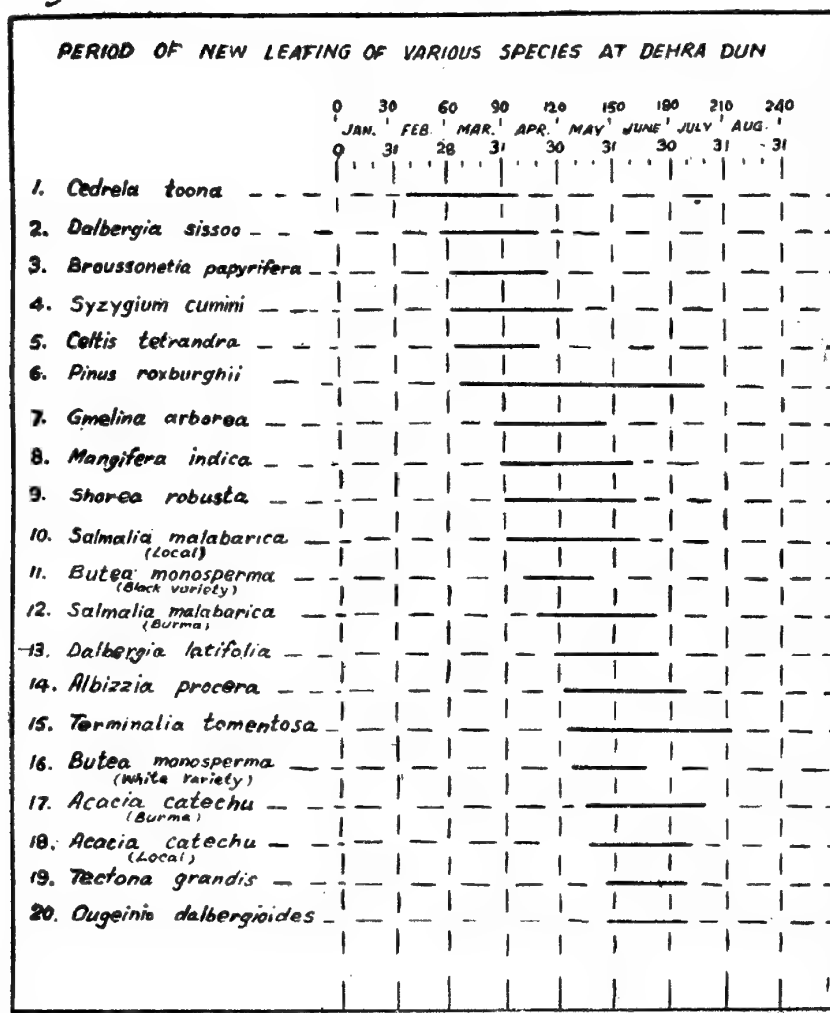 PERIOD OF NEW LEAFING OF VARIOUS SPECIES AT DEHRA DUN
0 30 60 90 120 150 180 210 240
JAN. FEB. MAR. APR. MAY JUNE JULY AUG.
0 31 28 31 30 31 30 31 31
1. Cedrela toona
2. Dalbergia sissoo
3. Broussonetia papyrifera
4. Syzygium cumini
5. Celtis tetrandra
6. Pinus roxburghii
7. Gmelina arborea
8. Mangifera indica
9. Shorea robusta
10. Salmalia malabarica
(Local)
11. Butea monosperma
(Black variety)
12. Salmalia malabarica
(Burma)
13. Dalbergia latifolia
14. Albizzia procera
15. Terminalia tomentosa
16. Butea monosperma
(White variety)
17. Acacia catechu
(Burma)
18. Acacia catechu
(Local)
19. Tectona grandis
20. Ougeinia dalbergioides